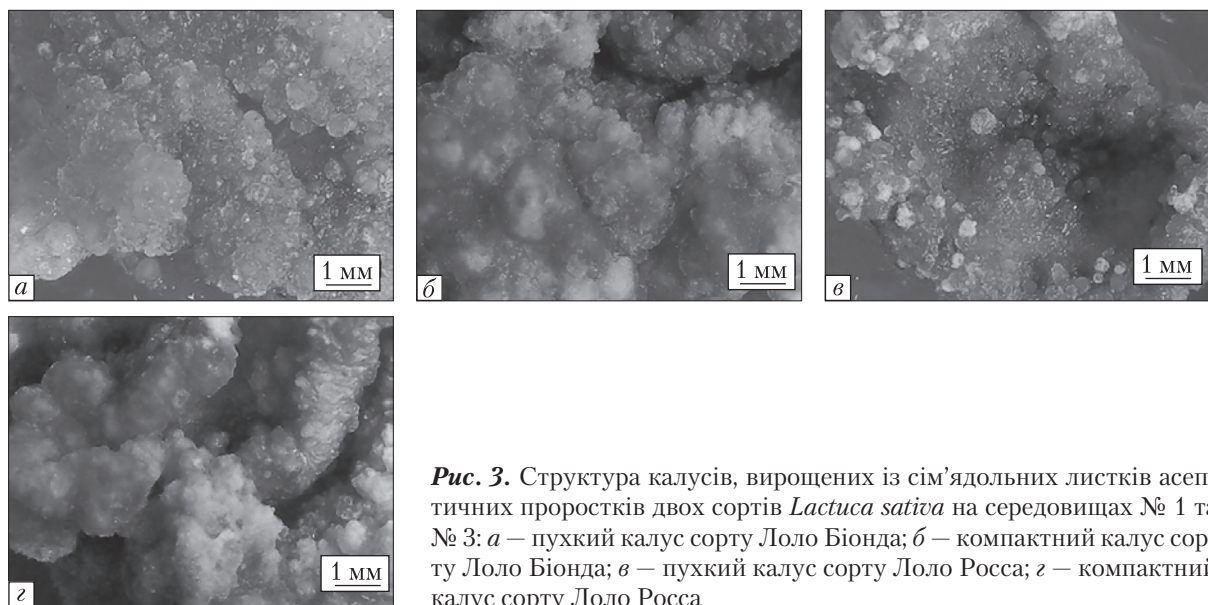 1 мм
а
1 мм
б
1 мм
в
1 мм
г
Рис. 3. Структура калусів, вирощених із сім’ядольних листків асеп-
тичних проростків двох сортів Lactuca sativa на середовищах № 1 та
№ 3: а — пухкий калус сорту Лоло Біонда; б — компактний калус сор-
ту Лоло Біонда; в — пухкий калус сорту Лоло Росса; г — компактний
калус сорту Лоло Росса